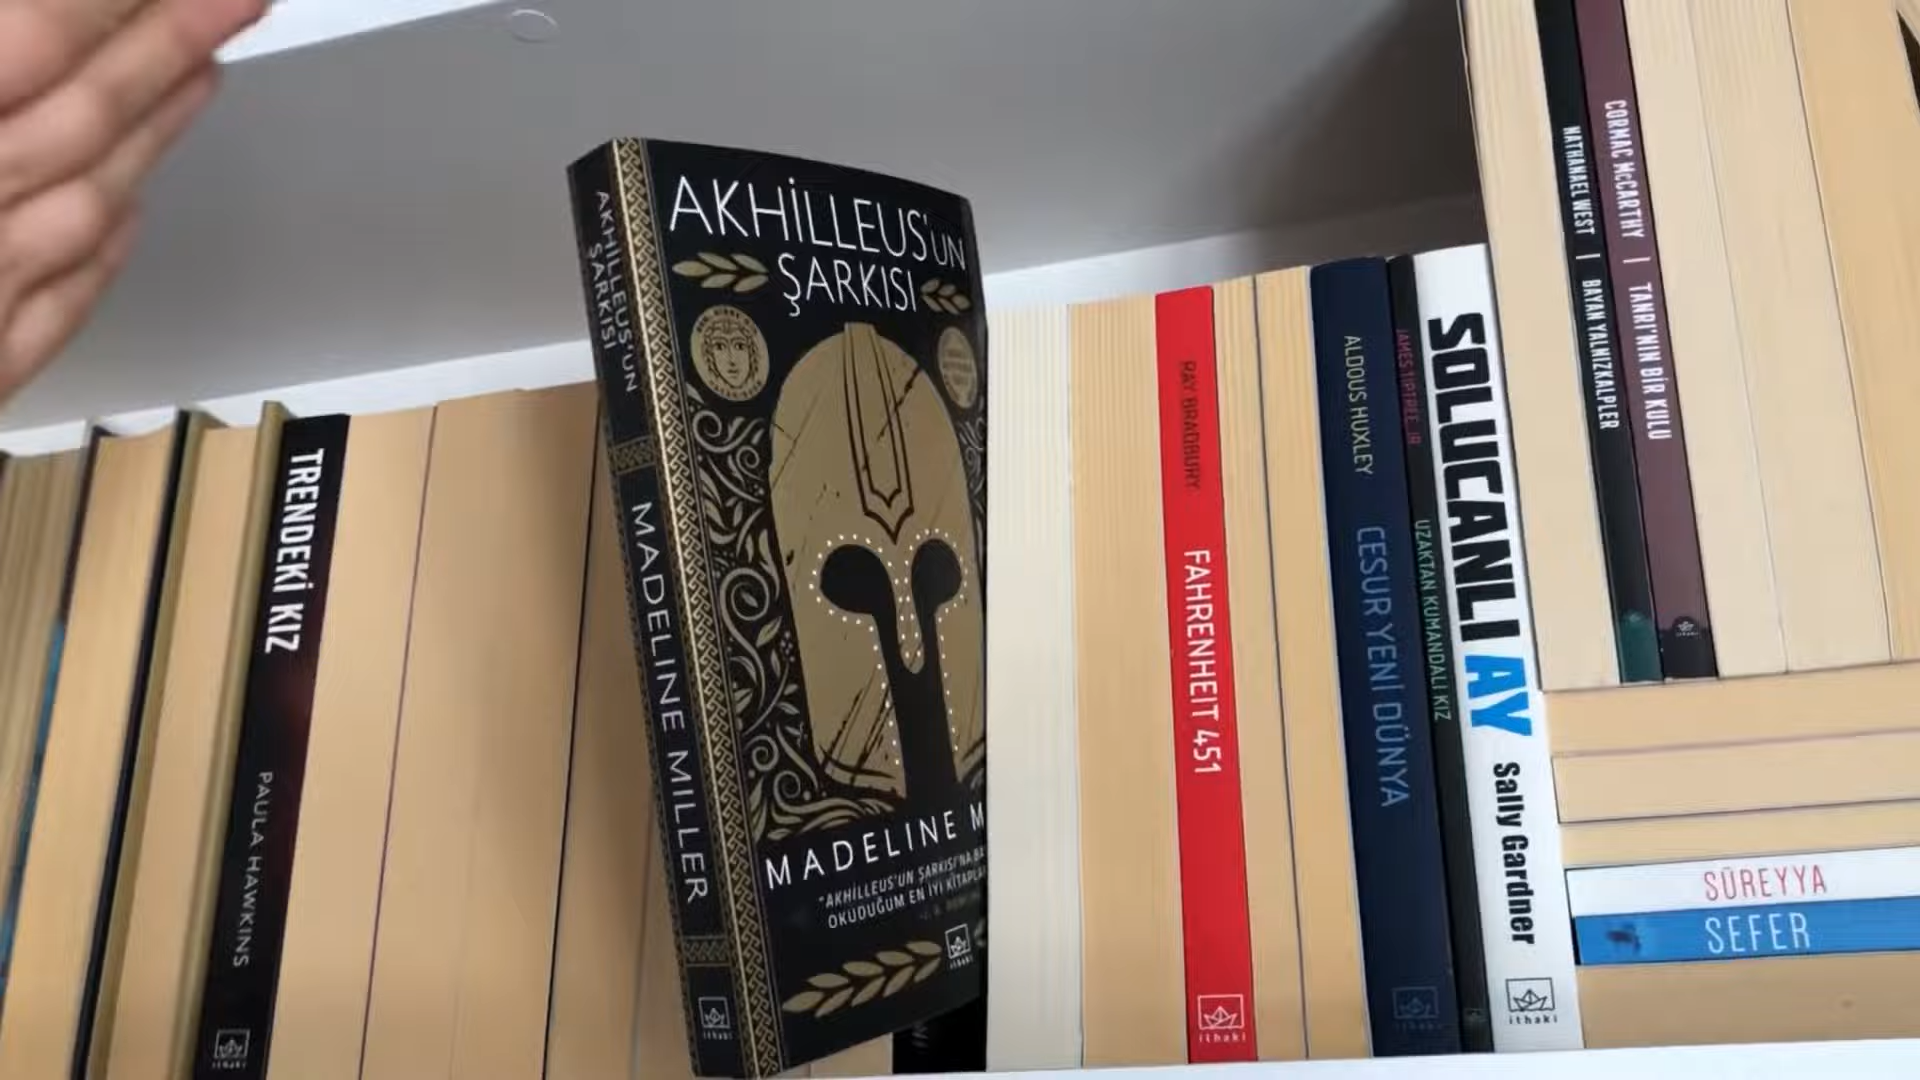 TRENDEKİ KIZ
PAULA HAWKINS
ithaki
AKHİLLEUS'UN
ŞARKISI
MADELINE MILLER
ithaki
AKHİLLEUS'UN
ŞARKISI
MADELINE M
"AKHİLLEUS'UN ŞARKISI'NA BA
OKUDUĞUM EN İYİ KİTAPLA
ithaki
RAY BRADBURY
FAHRENHEIT 451
ithaki
ALDOUS HUXLEY
CESUR YENİ DÜNYA
JAMES TIPTREE JR
UZAKTAN KUMANDALI KIZ
SOLUCANLI AY
Sally Gardner
ithaki
NATHANAEL WEST | BAYAN YALNIZKALPLER
CORMAC McCARTHY | TANRI'NIN BİR KULU
ithaki
SÜREYYA
SEFER